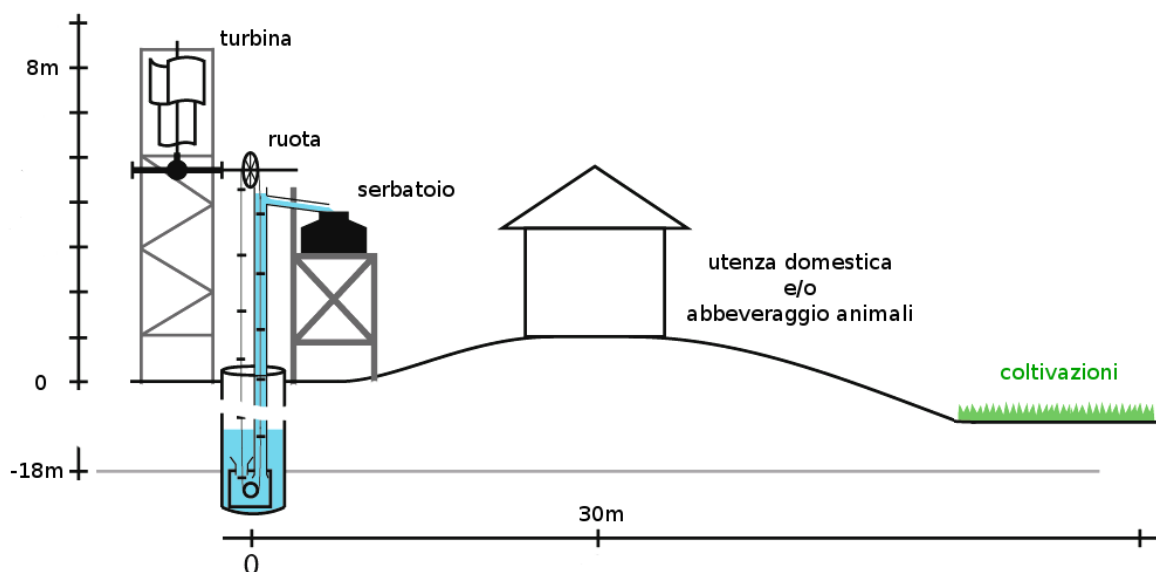 turbina
8m
ruota
serbatoio
utenza domestica
e/o
abbeveraggio animali
coltivazioni
0
-18m
30m
0